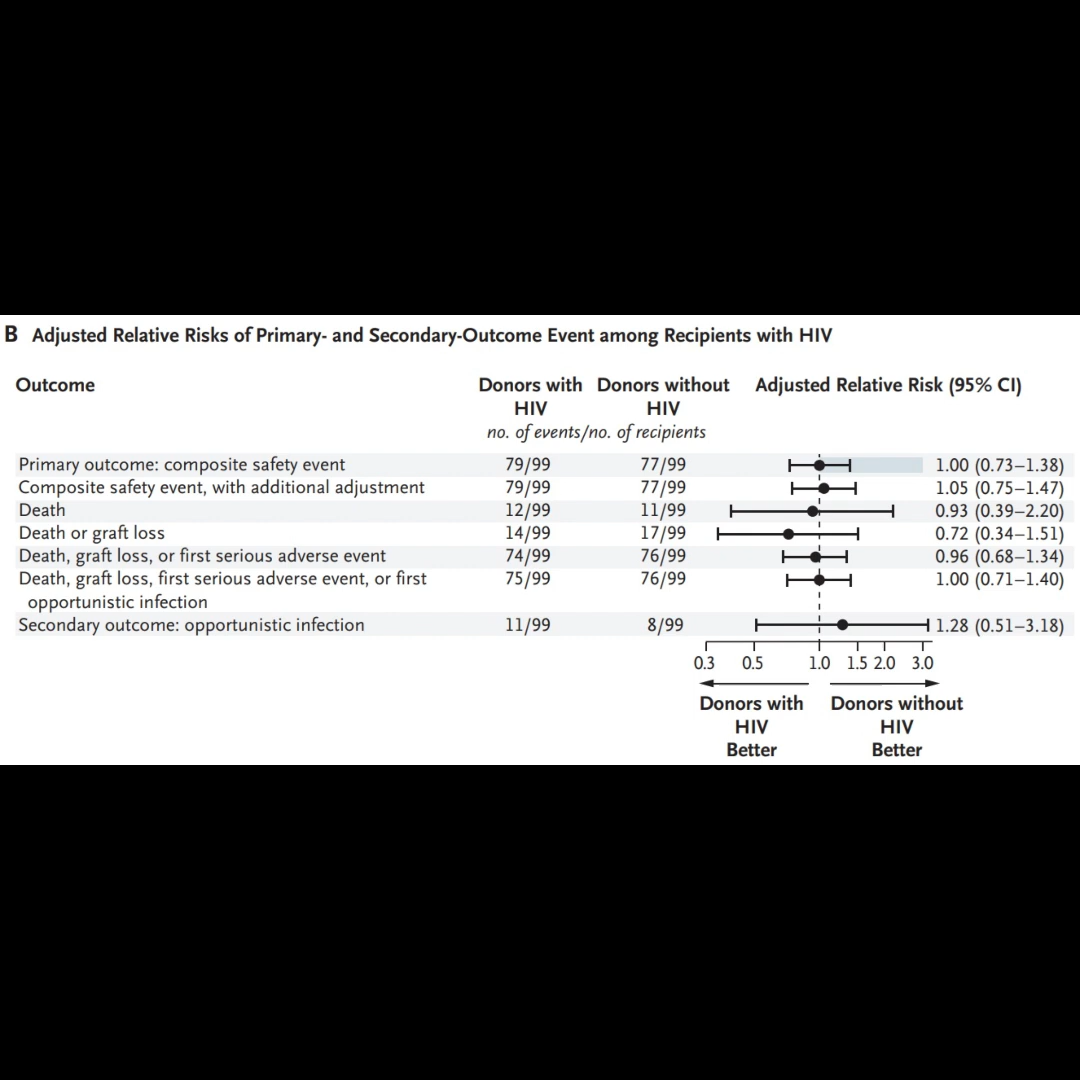 B Adjusted Relative Risks of Primary- and Secondary-Outcome Event among Recipients with HIV
Outcome Donors with HIV Donors without HIV Adjusted Relative Risk (95% CI)
no. of events/no. of recipients
Primary outcome: composite safety event 79/99 77/99 1.00 (0.73–1.38)
Composite safety event, with additional adjustment 79/99 77/99 1.05 (0.75–1.47)
Death 12/99 11/99 0.93 (0.39–2.20)
Death or graft loss 14/99 17/99 0.72 (0.34–1.51)
Death, graft loss, or first serious adverse event 74/99 76/99 0.96 (0.68–1.34)
Death, graft loss, first serious adverse event, or first 75/99 76/99 1.00 (0.71–1.40)
opportunistic infection
Secondary outcome: opportunistic infection 11/99 8/99 1.28 (0.51–3.18)
0.3 0.5 1.0 1.5 2.0 3.0
Donors with HIV Better
Donors without HIV Better